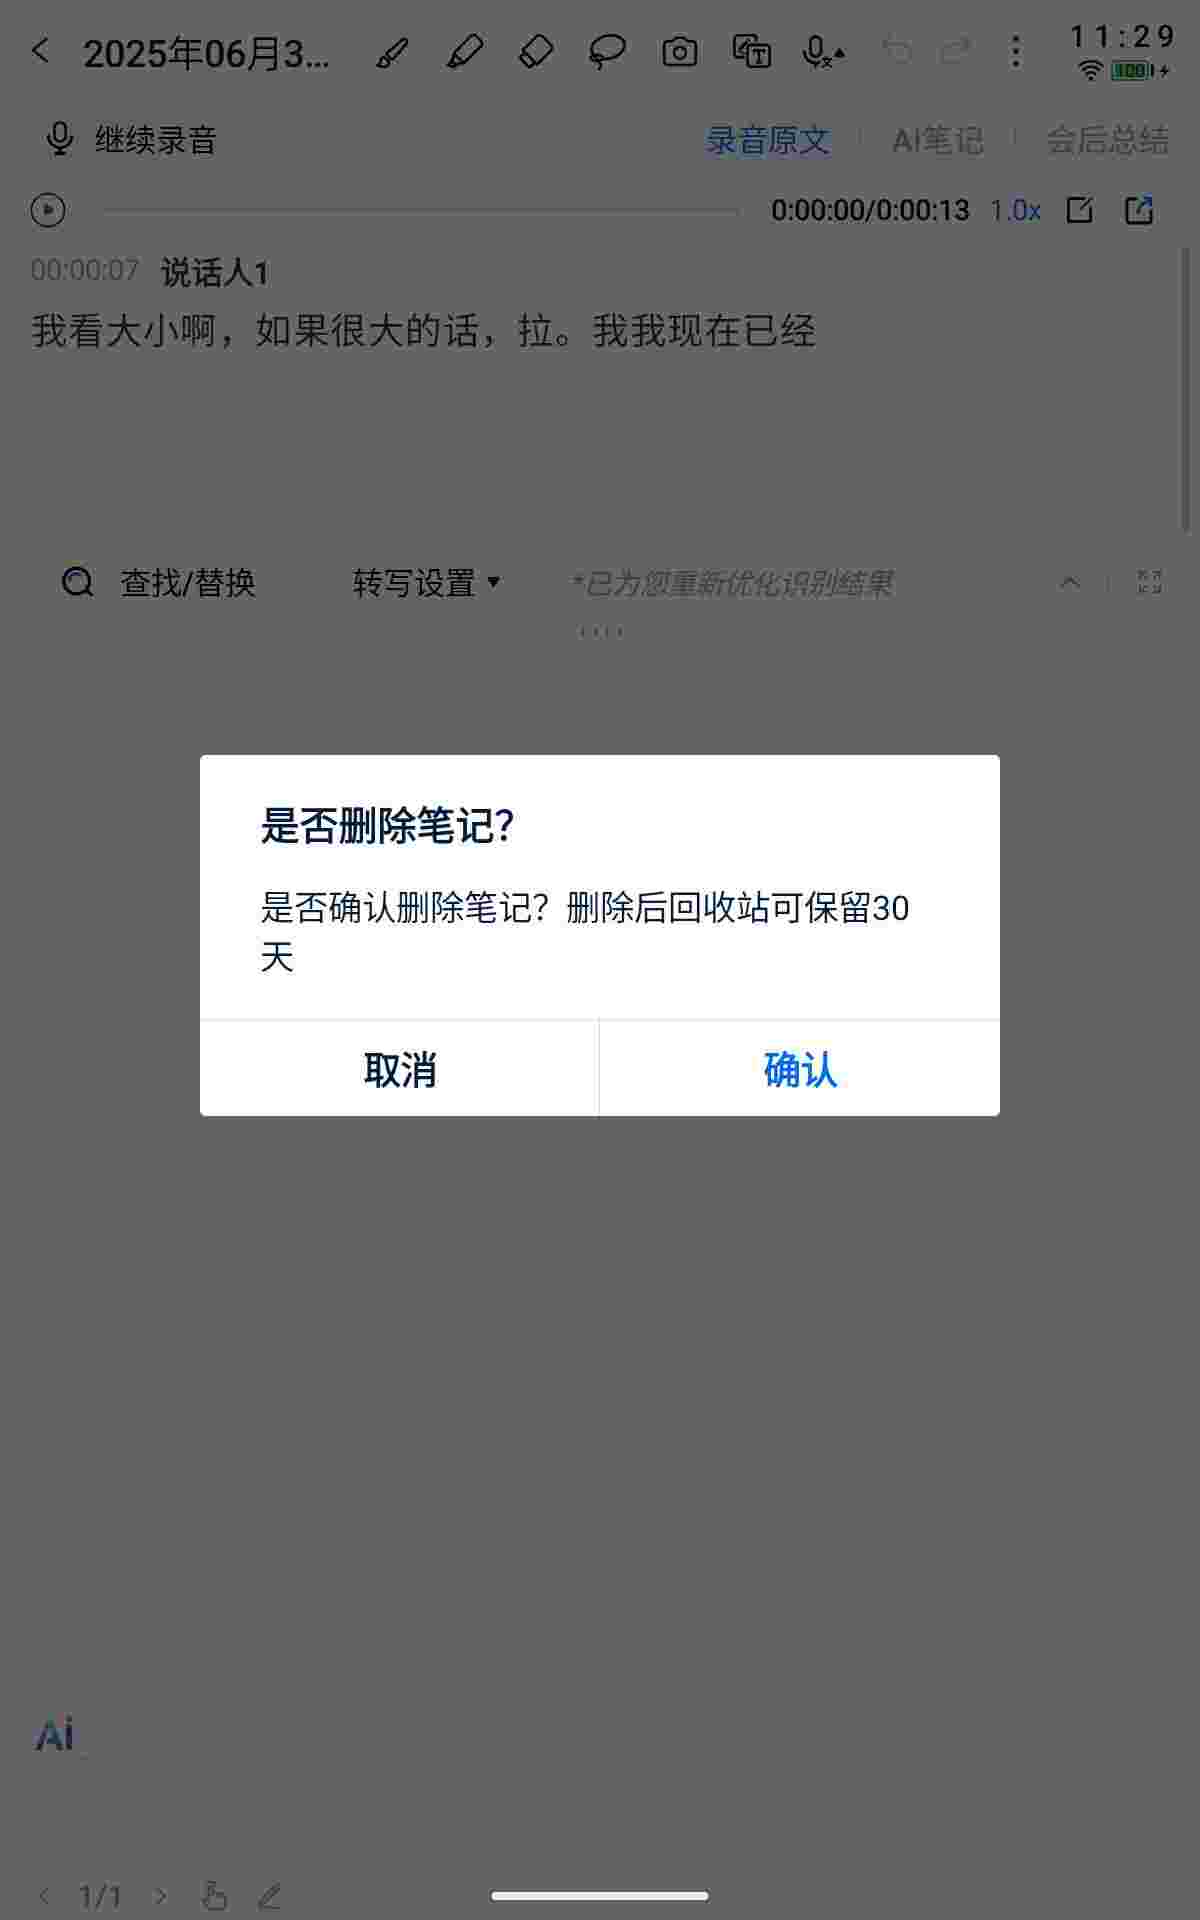 2025年06月3...
11:29
100
继续录音
录音原文
AI笔记
会后总结
0:00:00/0:00:13 1.0x
00:00:07 说话人1
我看大小啊，如果很大的话，拉。我我现在已经
查找/替换
转写设置
*已为您重新优化识别结果
是否删除笔记？
是否确认删除笔记？删除后回收站可保留30
天
取消
确认
Ai
1/1